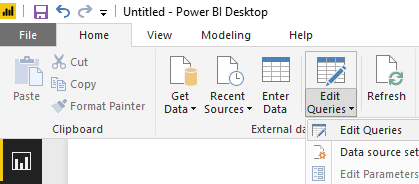 Untitled - Power BI Desktop
File Home View Modeling Help
Paste
Cut
Copy
Format Painter
Clipboard
Get Data
Recent Sources
Enter Data
Edit Queries
Refresh
External da
Edit Queries
Data source set
Edit Parameters